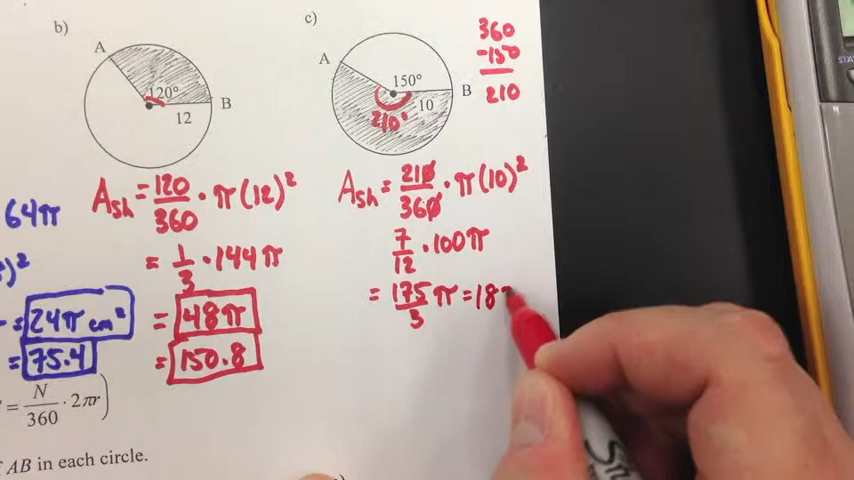 b)
A
120°
B
12
c)
A
150°
B
10
210°
360
-150
210
64π
)²
= 24π cm²
= 75.4
A_Sh = 120/360 · π(12)²
= 1/3 · 144π
= 48π
= 150.8
A_Sh = 210/360 · π(10)²
7/12 · 100π
= 175/3 π = 18
= N/360 · 2πr)
AB in each circle.